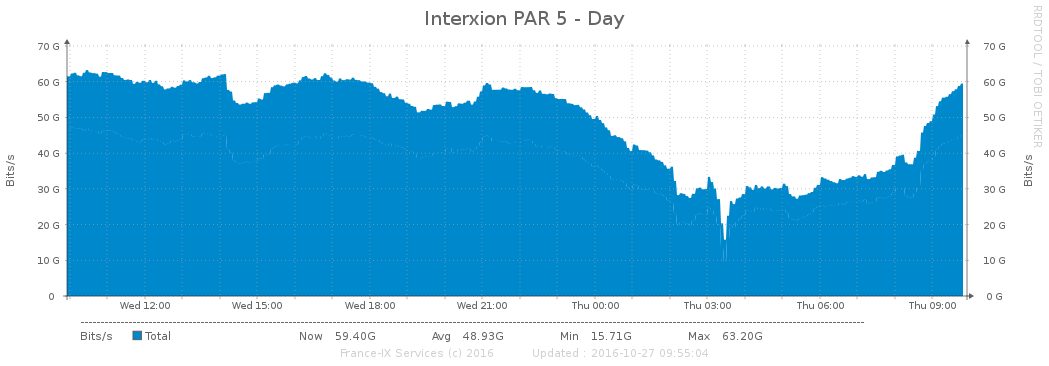 Interxion PAR 5 - Day
RRDTOOL / TOBI OETIKER
Bits/s
70 G
60 G
50 G
40 G
30 G
20 G
10 G
0
70 G
60 G
50 G
40 G
30 G
20 G
10 G
0 G
Bits/s
Wed 12:00 Wed 15:00 Wed 18:00 Wed 21:00 Thu 00:00 Thu 03:00 Thu 06:00 Thu 09:00
Bits/s Total Now 59.40G Avg 48.93G Min 15.71G Max 63.20G
France-IX Services (c) 2016 Updated : 2016-10-27 09:55:04